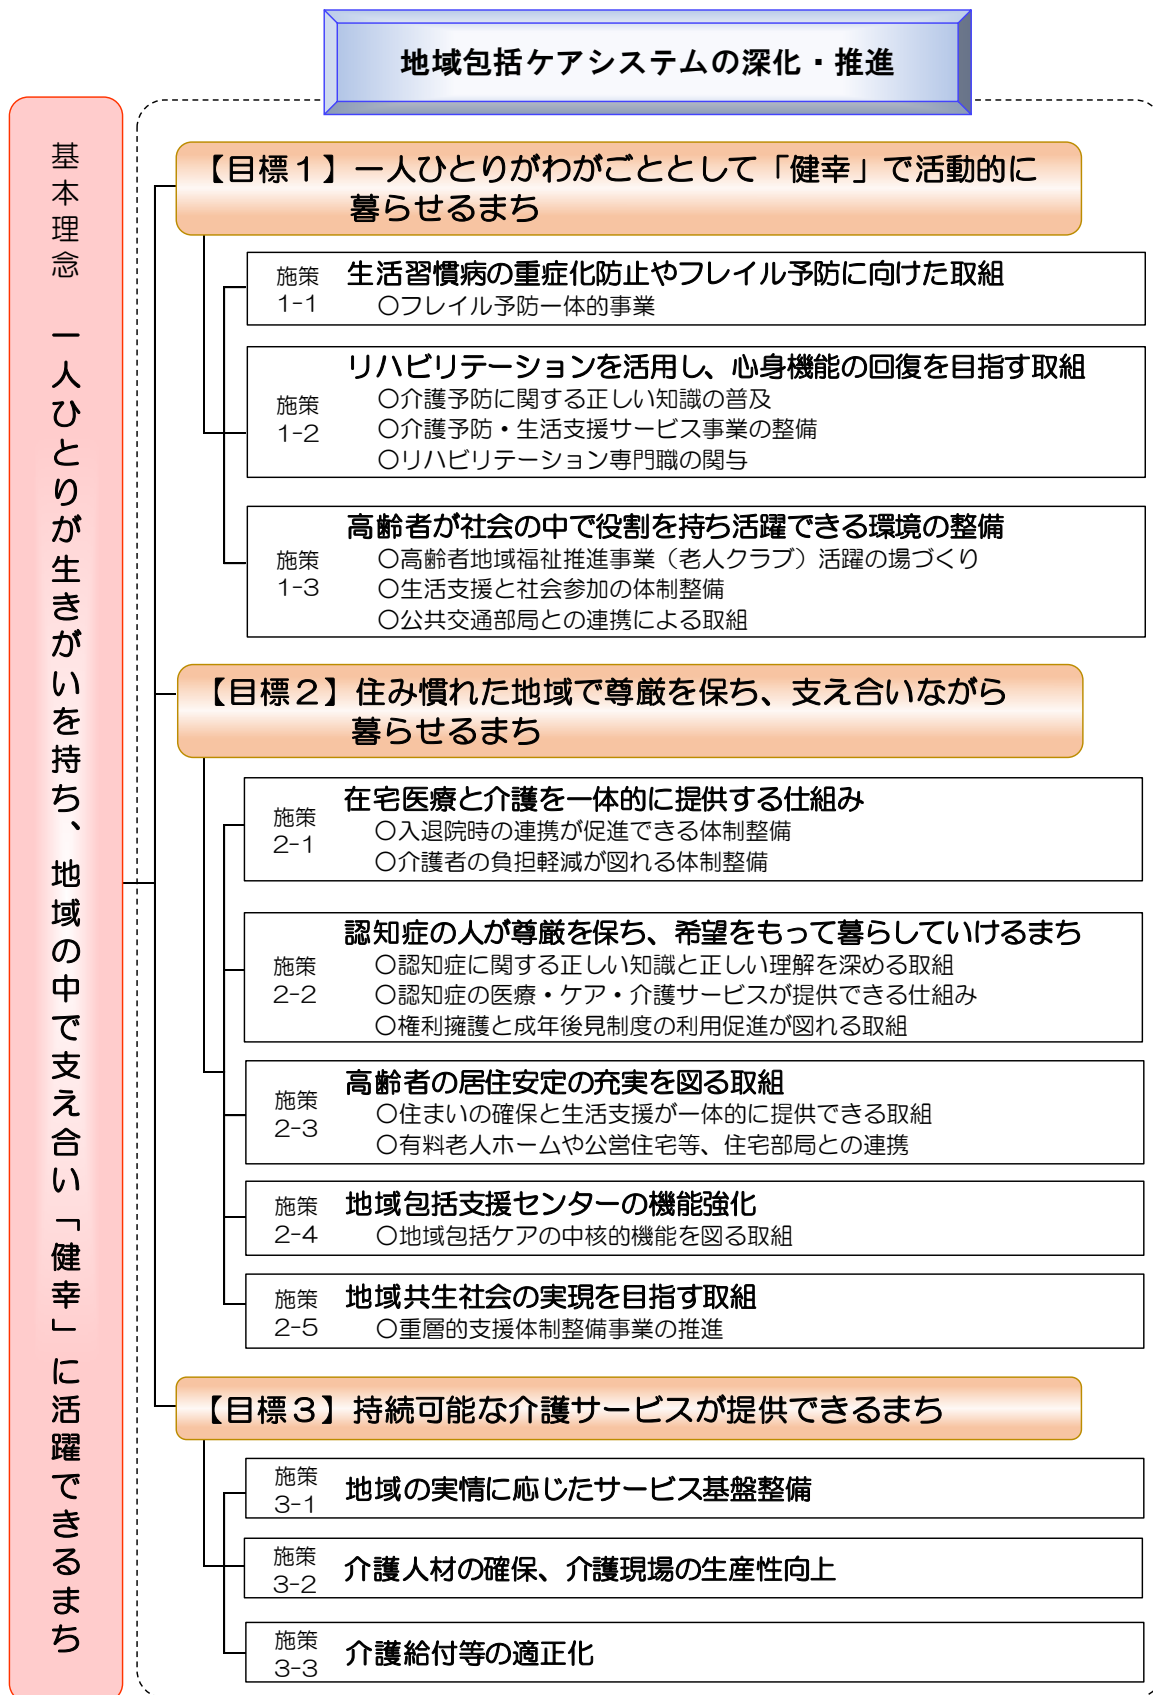 地域包括ケアシステムの深化・推進
基本理念　一人ひとりが生きがいを持ち、地域の中で支え合い「健幸」に活躍できるまち
【目標１】一人ひとりがわがごととして「健幸」で活動的に
暮らせるまち
施策
1-1
生活習慣病の重症化防止やフレイル予防に向けた取組
〇フレイル予防一体的事業
施策
1-2
リハビリテーションを活用し、心身機能の回復を目指す取組
〇介護予防に関する正しい知識の普及
〇介護予防・生活支援サービス事業の整備
〇リハビリテーション専門職の関与
施策
1-3
高齢者が社会の中で役割を持ち活躍できる環境の整備
〇高齢者地域福祉推進事業（老人クラブ）活躍の場づくり
〇生活支援と社会参加の体制整備
〇公共交通部局との連携による取組
【目標２】住み慣れた地域で尊厳を保ち、支え合いながら
暮らせるまち
施策
2-1
在宅医療と介護を一体的に提供する仕組み
〇入退院時の連携が促進できる体制整備
〇介護者の負担軽減が図れる体制整備
施策
2-2
認知症の人が尊厳を保ち、希望をもって暮らしていけるまち
〇認知症に関する正しい知識と正しい理解を深める取組
〇認知症の医療・ケア・介護サービスが提供できる仕組み
〇権利擁護と成年後見制度の利用促進が図れる取組
施策
2-3
高齢者の居住安定の充実を図る取組
〇住まいの確保と生活支援が一体的に提供できる取組
〇有料老人ホームや公営住宅等、住宅部局との連携
施策
2-4
地域包括支援センターの機能強化
〇地域包括ケアの中核的機能を図る取組
施策
2-5
地域共生社会の実現を目指す取組
〇重層的支援体制整備事業の推進
【目標３】持続可能な介護サービスが提供できるまち
施策
3-1
地域の実情に応じたサービス基盤整備
施策
3-2
介護人材の確保、介護現場の生産性向上
施策
3-3
介護給付等の適正化